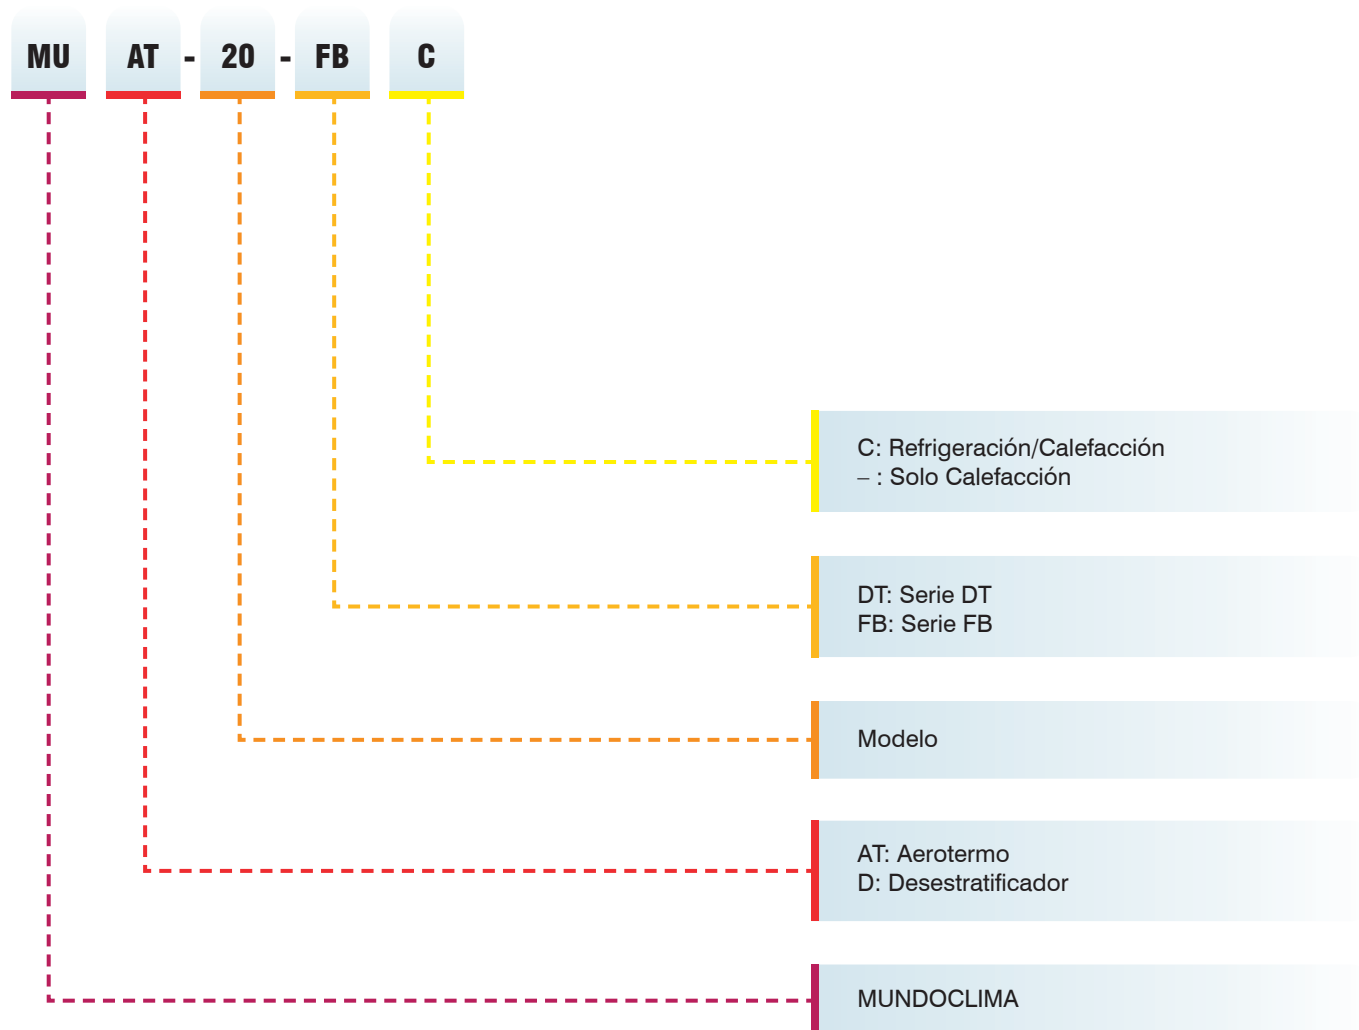 MU AT - 20 - FB C
C: Refrigeración/Calefacción
– : Solo Calefacción
DT: Serie DT
FB: Serie FB
Modelo
AT: Aerotermo
D: Desestratificador
MUNDOCLIMA